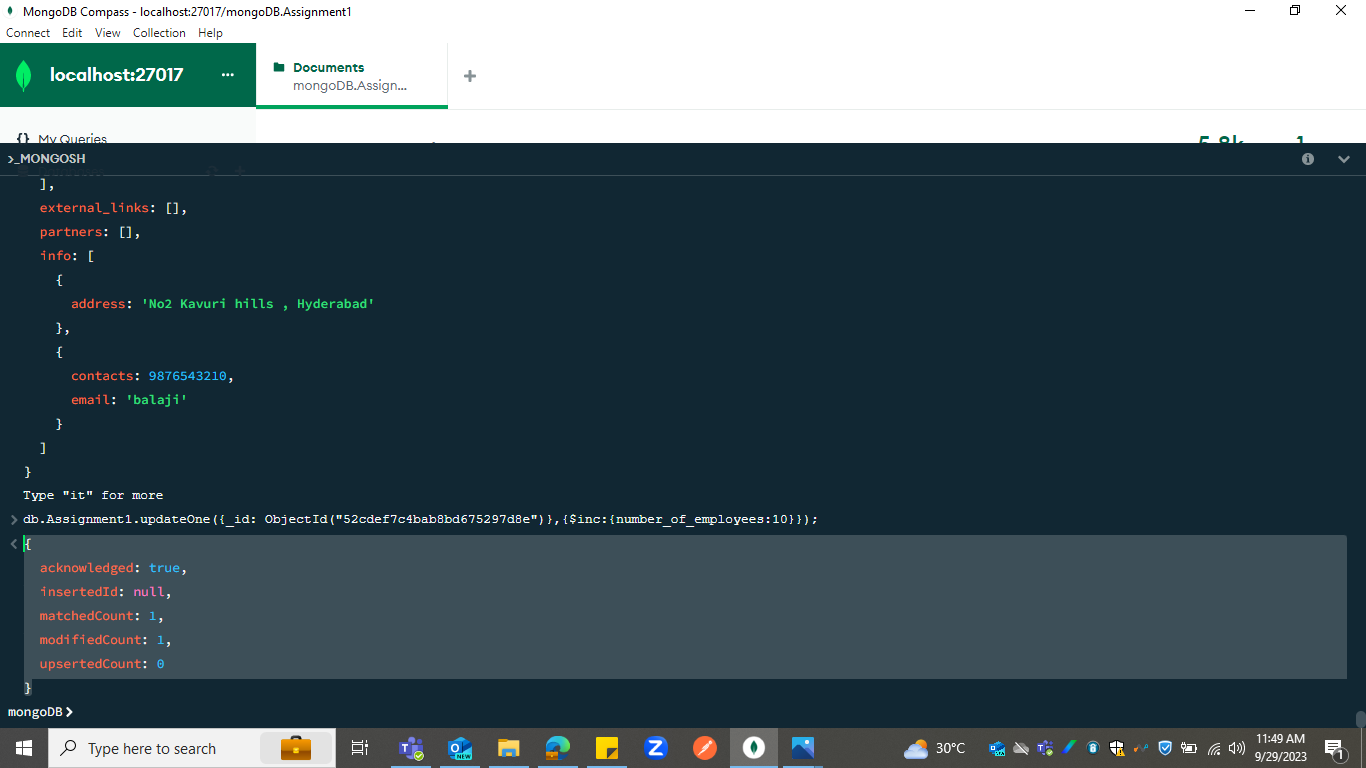 MongoDB Compass - localhost:27017/mongoDB.Assignment1
Connect Edit View Collection Help
localhost:27017 ...
Documents
mongoDB.Assign...
{} My Queries
5.8k 1
>_MONGOSH
],
external_links: [],
partners: [],
info: [
{
address: 'No2 Kavuri hills , Hyderabad'
},
{
contacts: 9876543210,
email: 'balaji'
}
]
}
Type "it" for more
> db.Assignment1.updateOne({_id: ObjectId("52cdef7c4bab8bd675297d8e")},{$inc:{number_of_employees:10}});
< {
acknowledged: true,
insertedId: null,
matchedCount: 1,
modifiedCount: 1,
upsertedCount: 0
}
mongoDB>
Type here to search
NEW
30°C
11:49 AM
9/29/2023
1